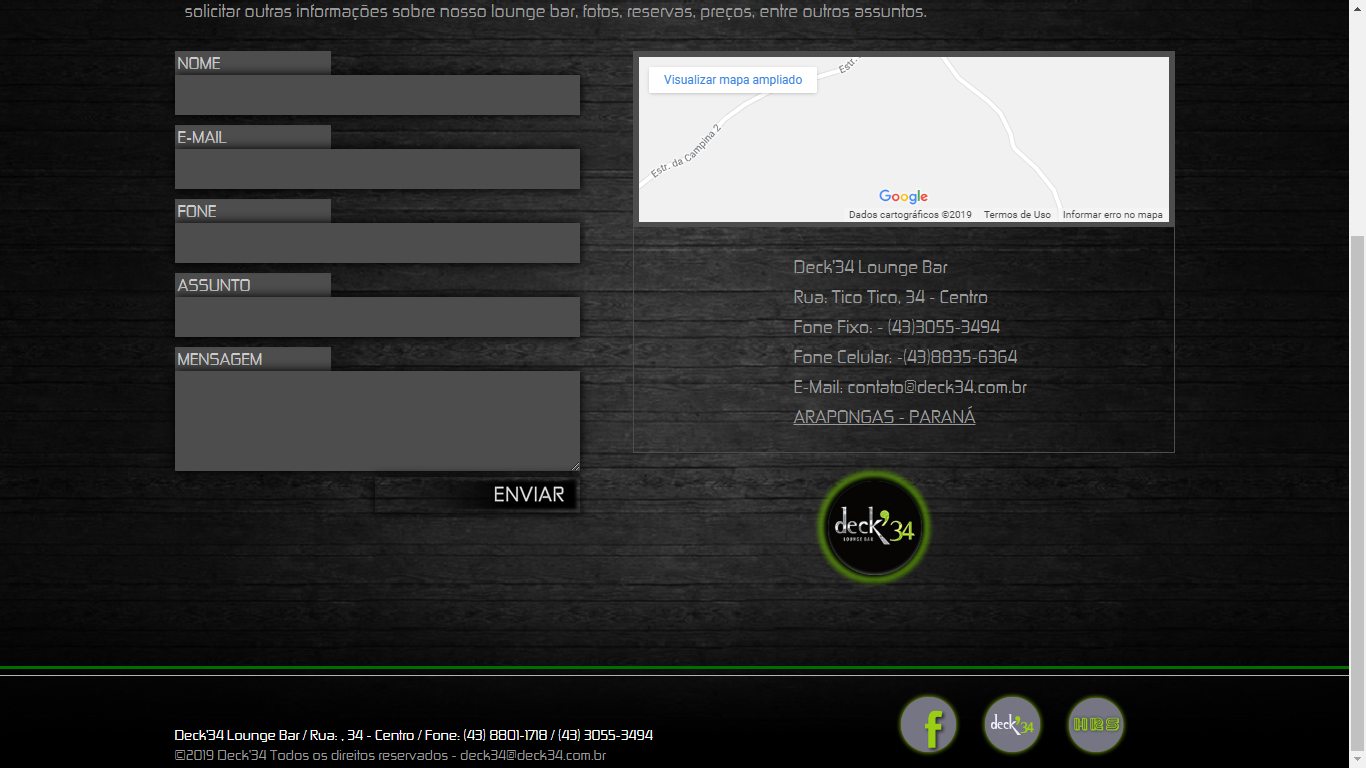 solicitar outras informações sobre nosso lounge bar, fotos, reservas, preços, entre outros assuntos.
NOME
E-MAIL
FONE
ASSUNTO
MENSAGEM
ENVIAR
Visualizar mapa ampliado
Estr.
Estr. da Campina 2
Google
Dados cartográficos ©2019 Termos de Uso Informar erro no mapa
Deck'34 Lounge Bar
Rua: Tico Tico, 34 - Centro
Fone Fixo: - (43)3055-3494
Fone Celular: -(43)8835-6364
E-Mail: contato@deck34.com.br
ARAPONGAS - PARANÁ
deck'34
LOUNGE BAR
f
deck'34
HRS
Deck'34 Lounge Bar / Rua: , 34 - Centro / Fone: (43) 8801-1718 / (43) 3055-3494
©2019 Deck'34 Todos os direitos reservados - deck34@deck34.com.br